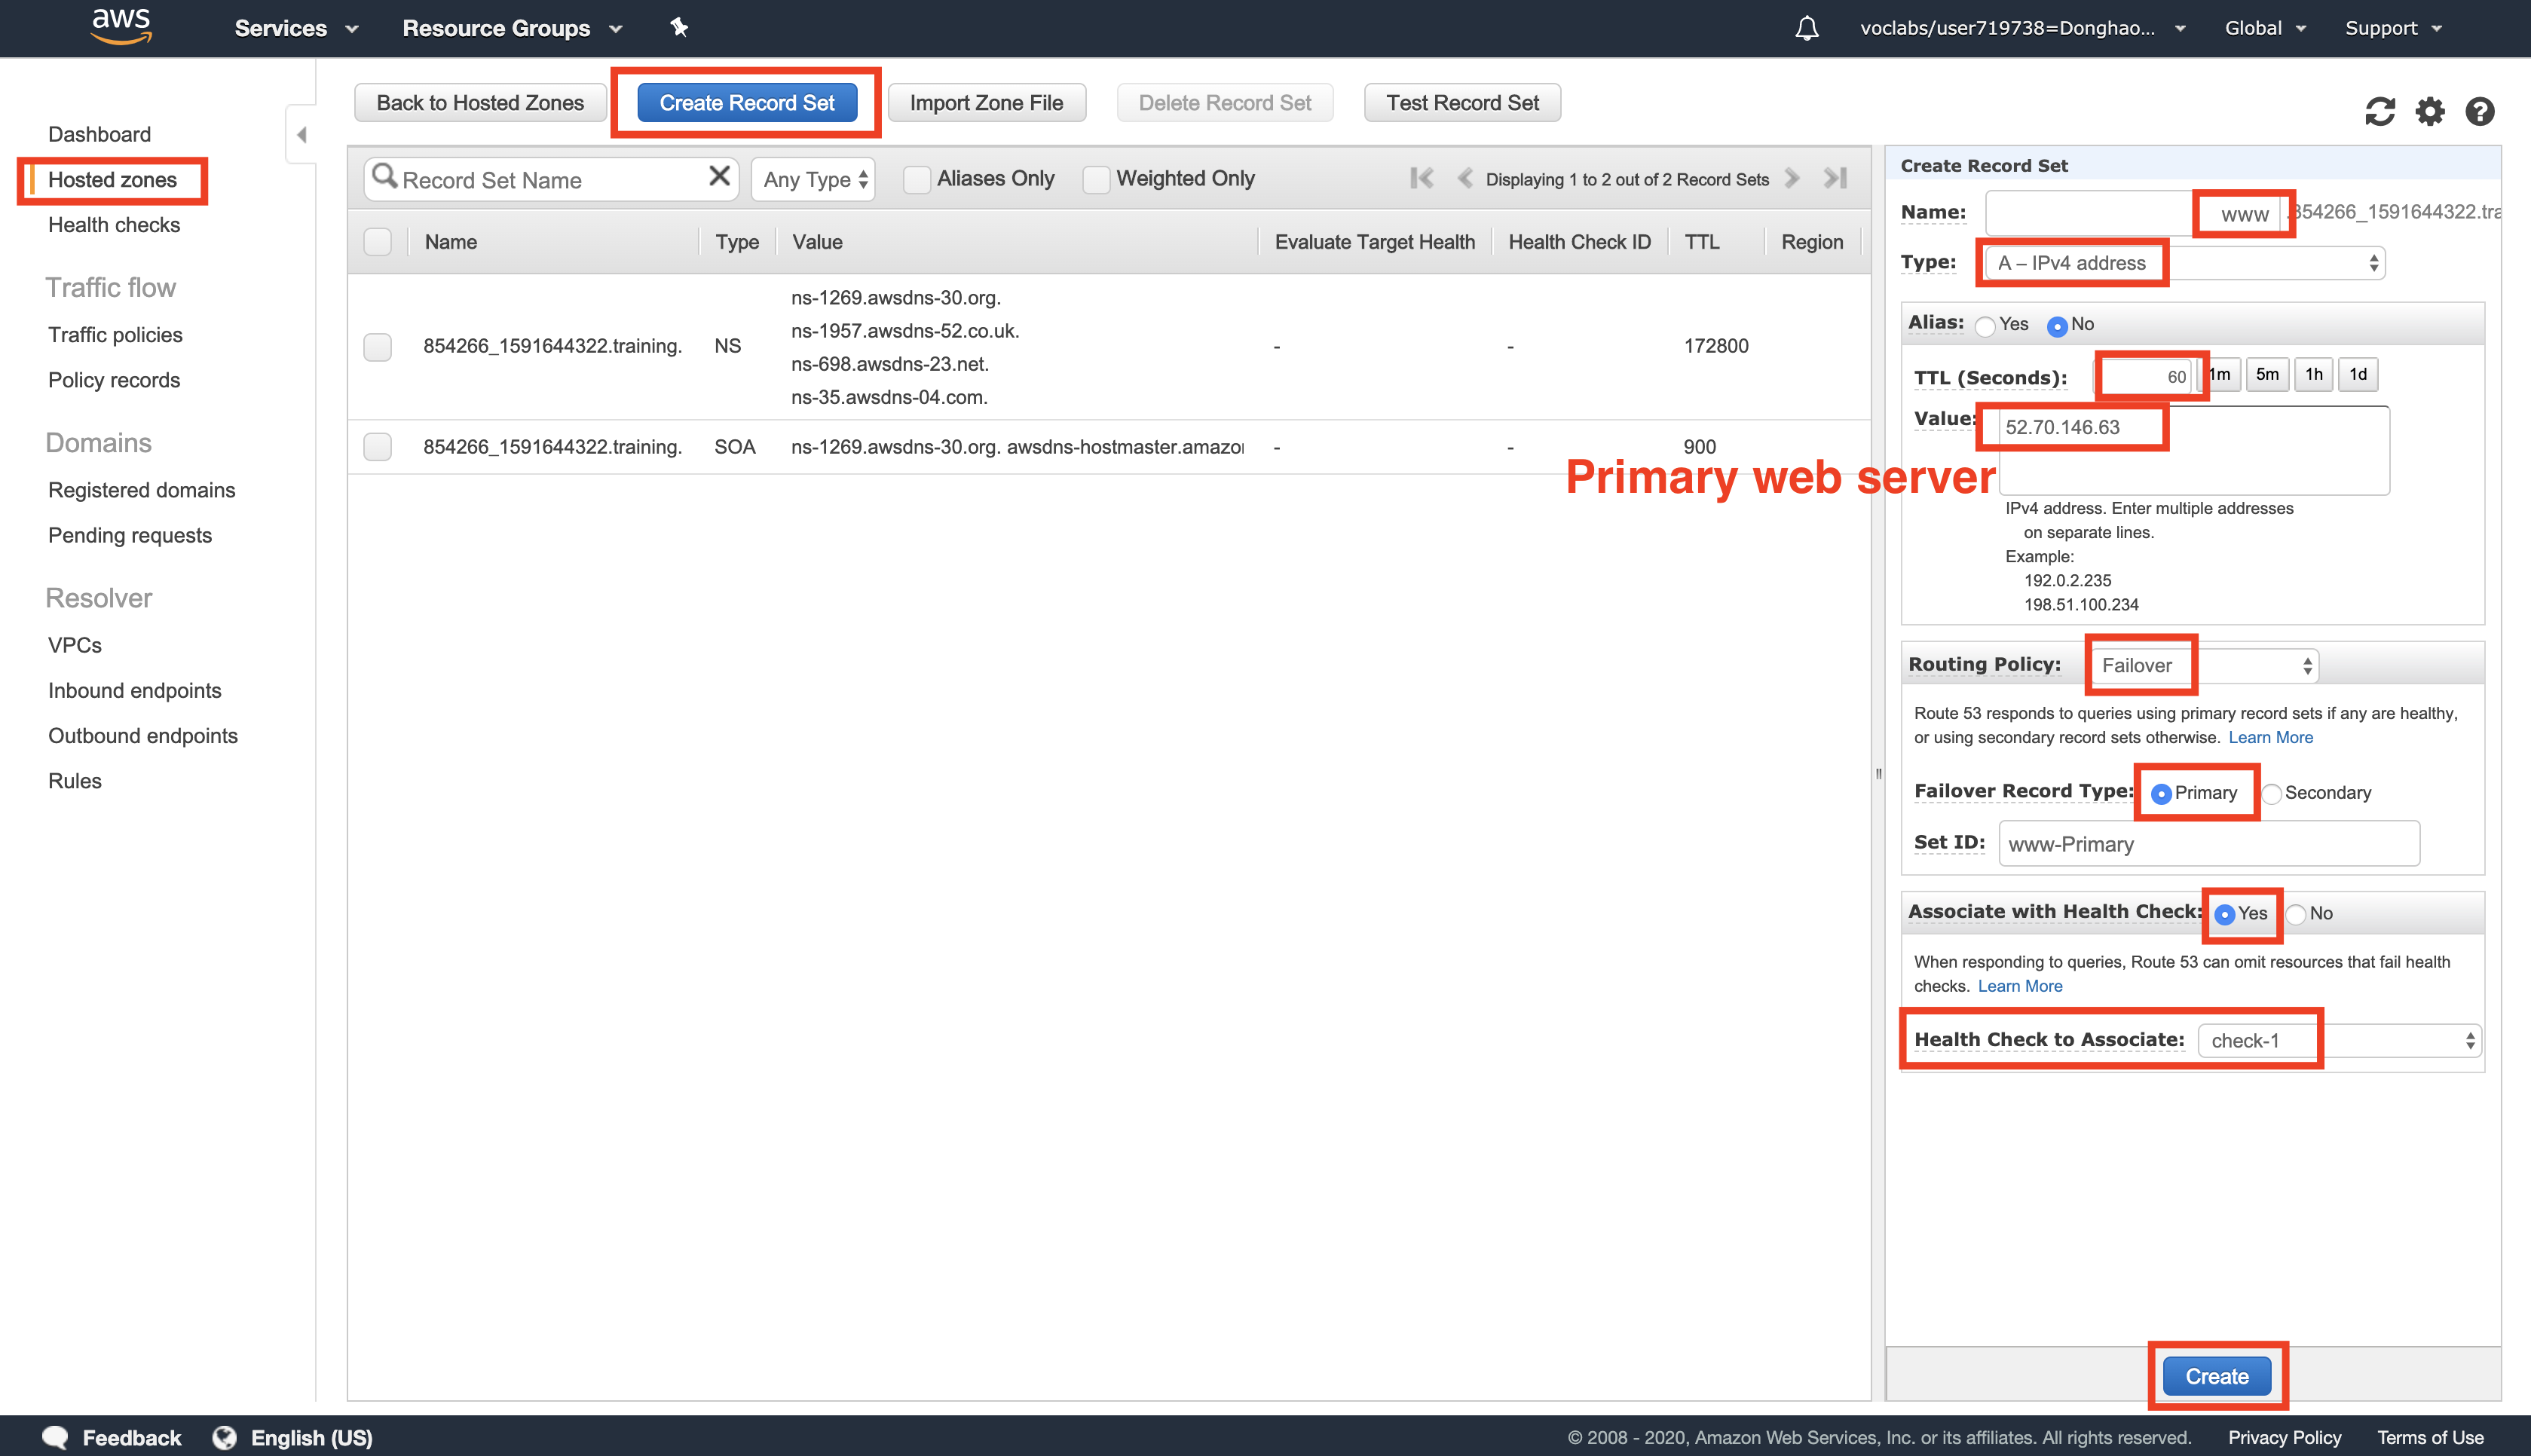 aws
Services
Resource Groups
voclabs/user719738=Donghao...
Global
Support
Dashboard
Hosted zones
Health checks
Traffic flow
Traffic policies
Policy records
Domains
Registered domains
Pending requests
Resolver
VPCs
Inbound endpoints
Outbound endpoints
Rules
Back to Hosted Zones
Create Record Set
Import Zone File
Delete Record Set
Test Record Set
Record Set Name
Any Type
Aliases Only
Weighted Only
Displaying 1 to 2 out of 2 Record Sets
Name Type Value Evaluate Target Health Health Check ID TTL Region
854266_1591644322.training. NS
ns-1269.awsdns-30.org.
ns-1957.awsdns-52.co.uk.
ns-698.awsdns-23.net.
ns-35.awsdns-04.com.
- - 172800
854266_1591644322.training. SOA ns-1269.awsdns-30.org. awsdns-hostmaster.amazo - - 900
Primary web server
Create Record Set
Name: www .854266_1591644322.tra
Type: A – IPv4 address
Alias: Yes No
TTL (Seconds): 60 1m 5m 1h 1d
Value: 52.70.146.63
IPv4 address. Enter multiple addresses
on separate lines.
Example:
192.0.2.235
198.51.100.234
Routing Policy: Failover
Route 53 responds to queries using primary record sets if any are healthy,
or using secondary record sets otherwise. Learn More
Failover Record Type: Primary Secondary
Set ID: www-Primary
Associate with Health Check: Yes No
When responding to queries, Route 53 can omit resources that fail health
checks. Learn More
Health Check to Associate: check-1
Create
Feedback
English (US)
© 2008 - 2020, Amazon Web Services, Inc. or its affiliates. All rights reserved.
Privacy Policy
Terms of Use